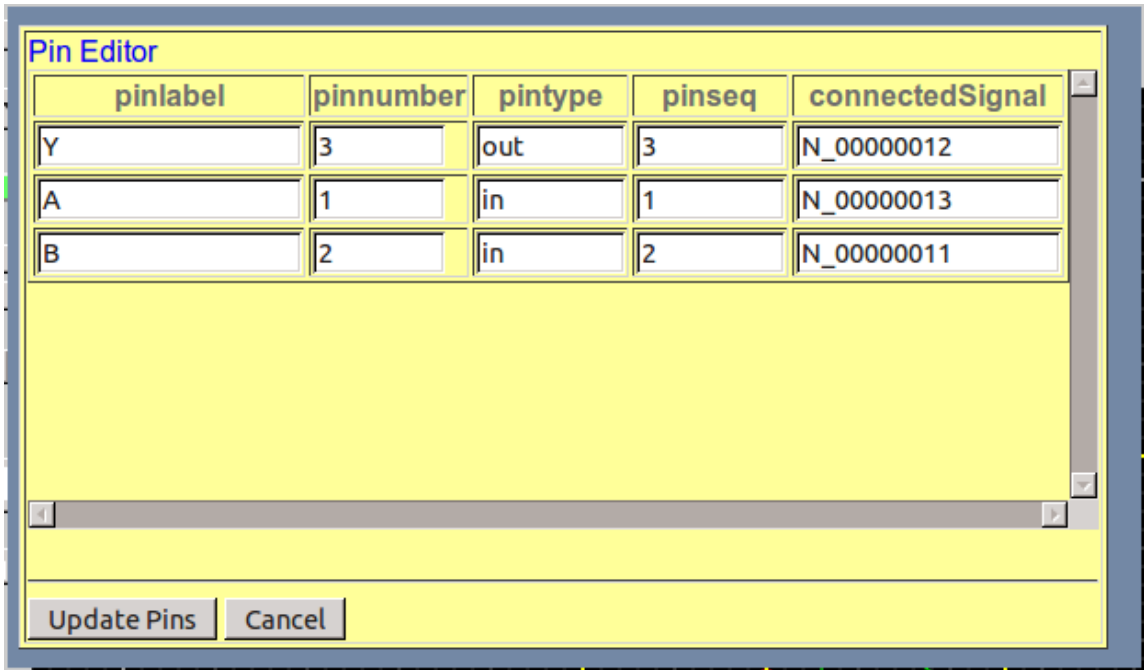 Pin Editor
pinlabel pinnumber pintype pinseq connectedSignal
Y 3 out 3 N_00000012
A 1 in 1 N_00000013
B 2 in 2 N_00000011
Update Pins Cancel